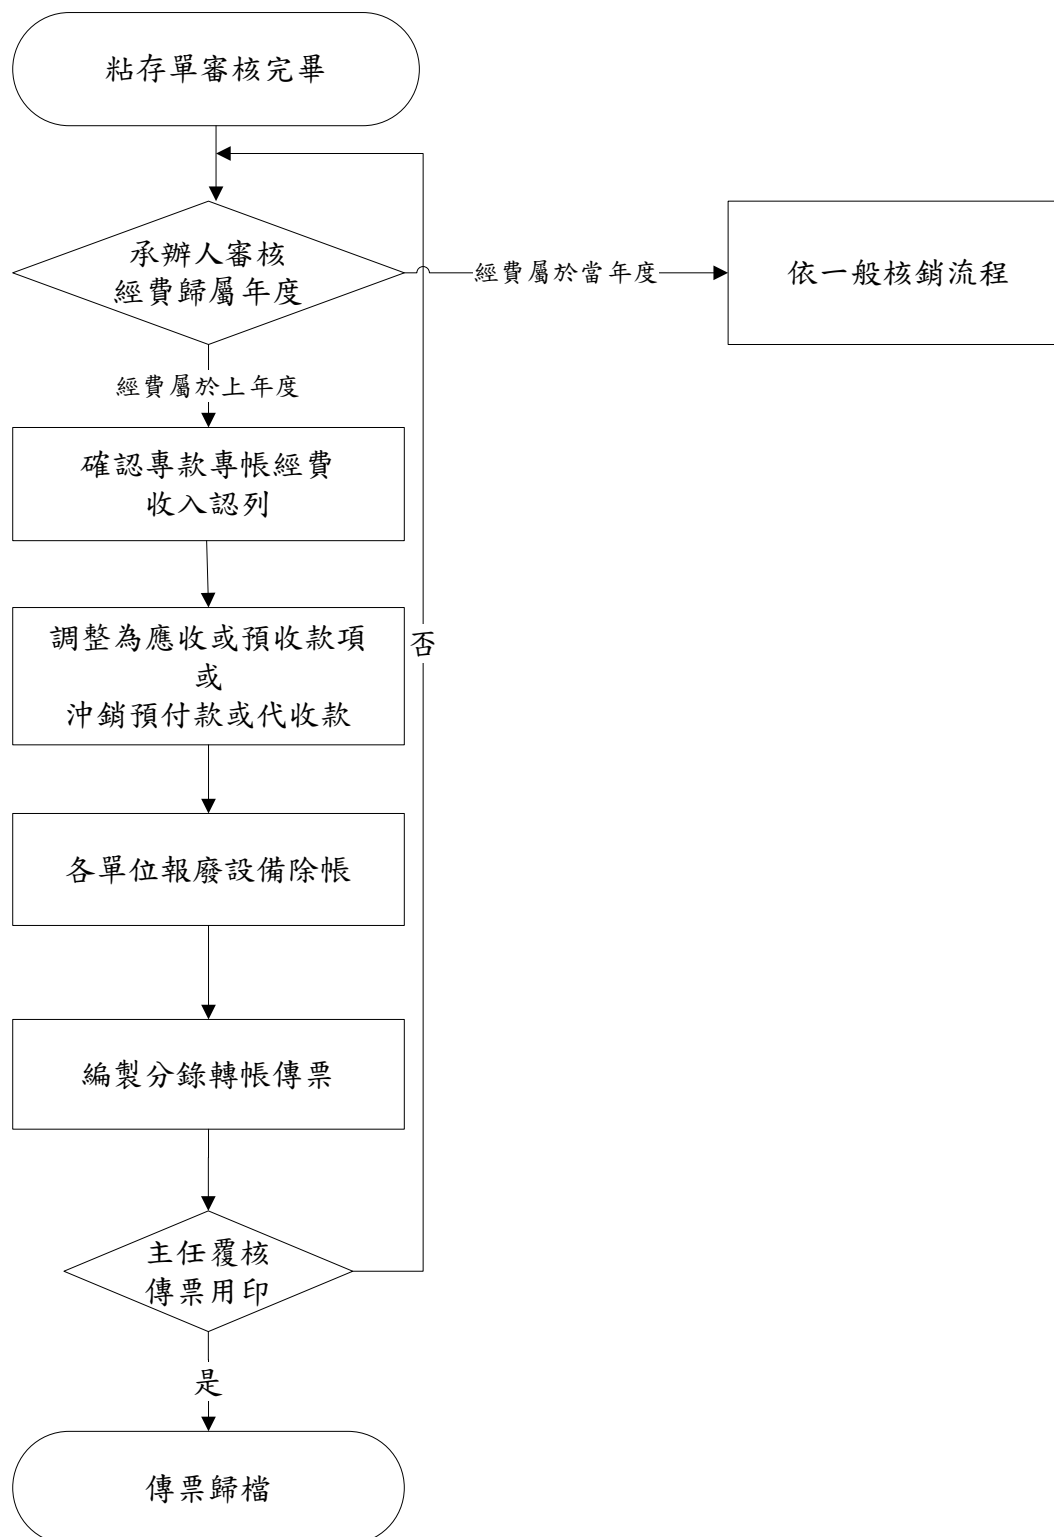 粘存單審核完畢
承辦人審核
經費歸屬年度
經費屬於當年度
依一般核銷流程
經費屬於上年度
確認專款專帳經費
收入認列
調整為應收或預收款項
或
沖銷預付款或代收款
否
各單位報廢設備除帳
編製分錄轉帳傳票
主任覆核
傳票用印
是
傳票歸檔